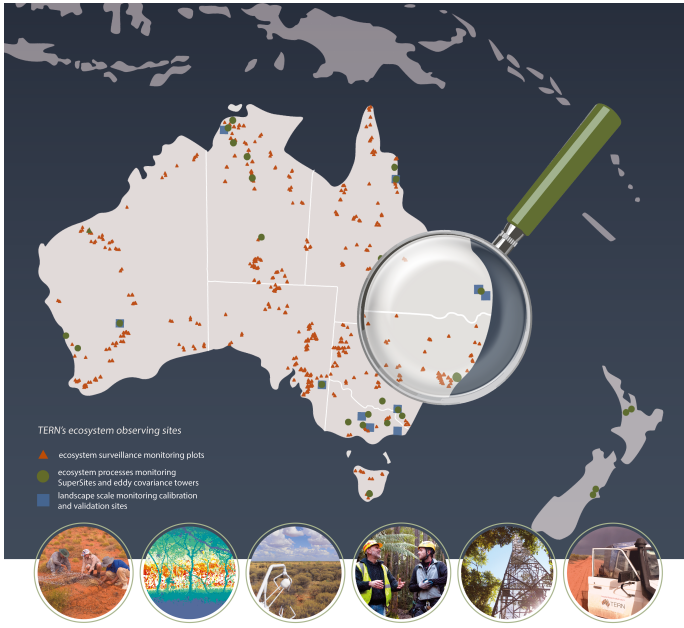 TERN's ecosystem observing sites
ecosystem surveillance monitoring plots
ecosystem processes monitoring
SuperSites and eddy covariance towers
landscape scale monitoring calibration
and validation sites
TERN